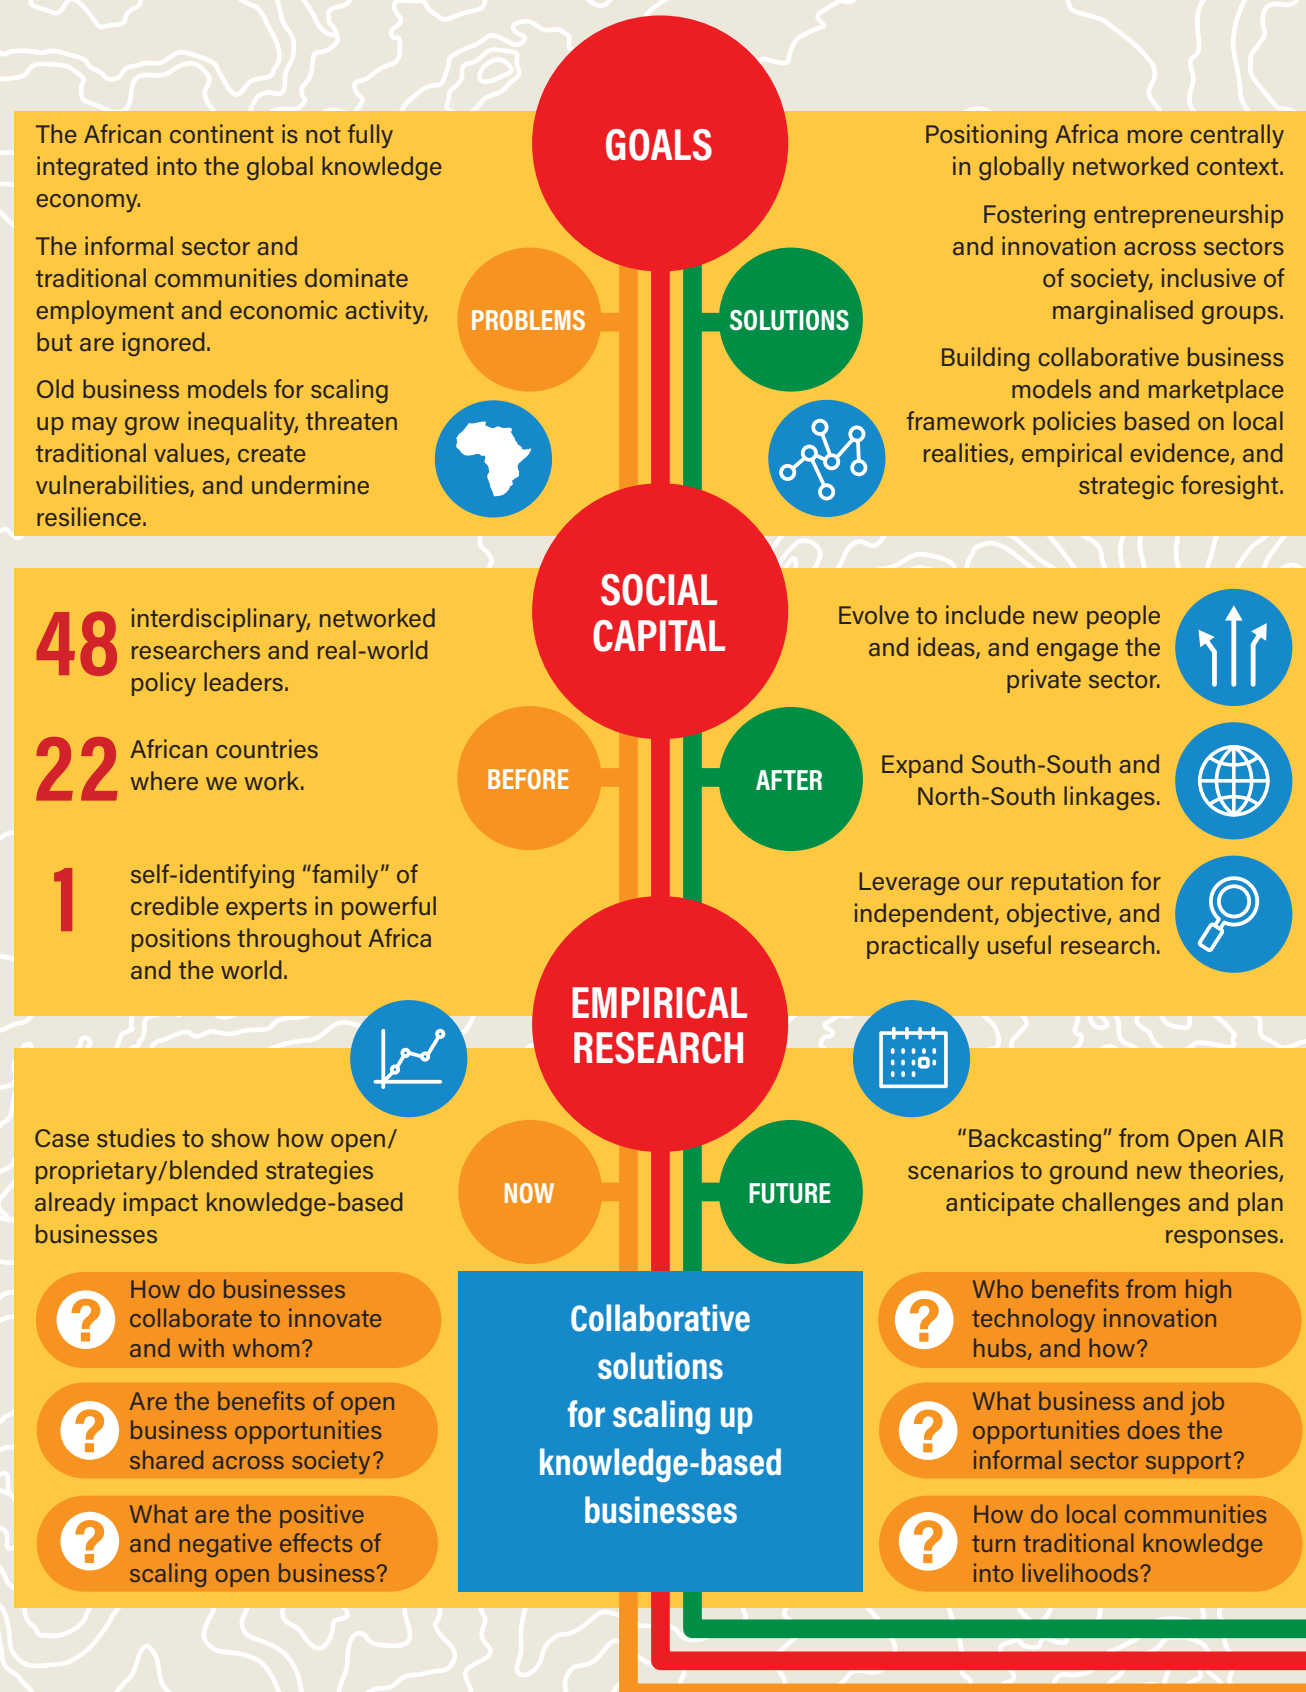 GOALS
The African continent is not fully
integrated into the global knowledge
economy.
The informal sector and
traditional communities dominate
employment and economic activity,
but are ignored.
Old business models for scaling
up may grow inequality, threaten
traditional values, create
vulnerabilities, and undermine
resilience.
PROBLEMS
SOLUTIONS
Positioning Africa more centrally
in globally networked context.
Fostering entrepreneurship
and innovation across sectors
of society, inclusive of
marginalised groups.
Building collaborative business
models and marketplace
framework policies based on local
realities, empirical evidence, and
strategic foresight.
SOCIAL
CAPITAL
48
interdisciplinary, networked
researchers and real-world
policy leaders.
22
African countries
where we work.
1
self-identifying “family” of
credible experts in powerful
positions throughout Africa
and the world.
BEFORE
AFTER
Evolve to include new people
and ideas, and engage the
private sector.
Expand South-South and
North-South linkages.
Leverage our reputation for
independent, objective, and
practically useful research.
EMPIRICAL
RESEARCH
Case studies to show how open/
proprietary/blended strategies
already impact knowledge-based
businesses
NOW
FUTURE
“Backcasting” from Open AIR
scenarios to ground new theories,
anticipate challenges and plan
responses.
?
How do businesses
collaborate to innovate
and with whom?
?
Are the benefits of open
business opportunities
shared across society?
?
What are the positive
and negative effects of
scaling open business?
Collaborative
solutions
for scaling up
knowledge-based
businesses
?
Who benefits from high
technology innovation
hubs, and how?
?
What business and job
opportunities does the
informal sector support?
?
How do local communities
turn traditional knowledge
into livelihoods?